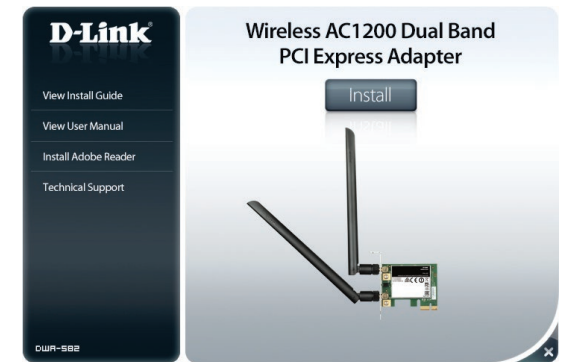 D-Link
Wireless AC1200 Dual Band
PCI Express Adapter
Install
View Install Guide
View User Manual
Install Adobe Reader
Technical Support
DWA-582